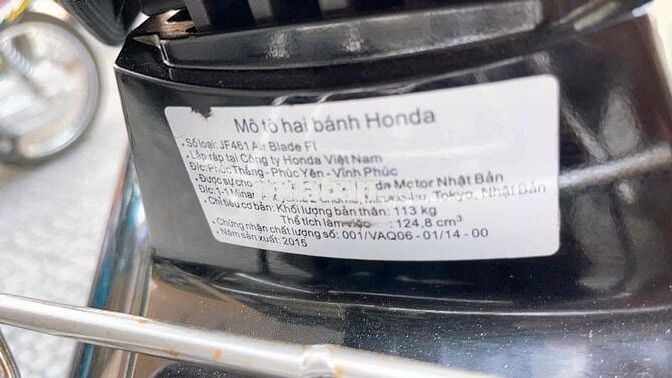 Mô tô hai bánh Honda
• Số loại: JF461 Air Blade FI
• Lắp ráp tại Công ty Honda Việt Nam
Đ/c: Phúc Thắng - Phúc Yên - Vĩnh Phúc
• Được sự cho Motor Nhật Bản
Đ/c: 1-1 Tokyo, Nhật Bản
• Chỉ tiêu cơ bản: Khối lượng bản thân: 113 kg
Thể tích làm việc : 124,8 cm³
• Chứng nhận chất lượng số: 001/VAQ06 - 01/14 - 00
• Năm sản xuất: 2015